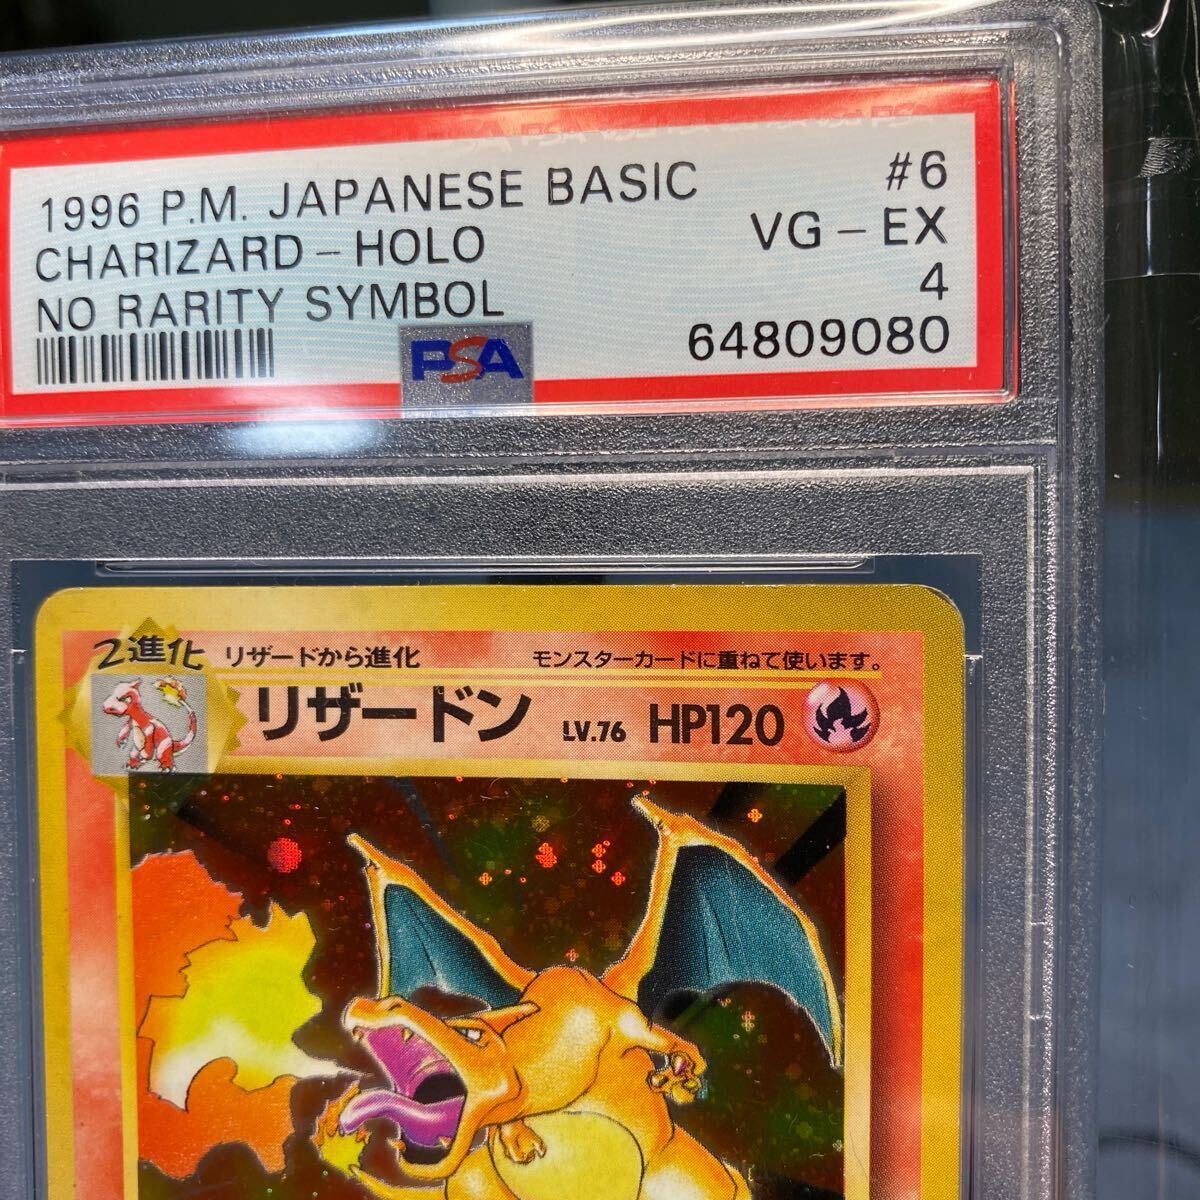 1996 P.M. JAPANESE BASIC #6
CHARIZARD-HOLO VG-EX
NO RARITY SYMBOL 4
PSA 64809080
2進化 リザードから進化 モンスターカードに重ねて使います。
リザードン LV.76 HP120